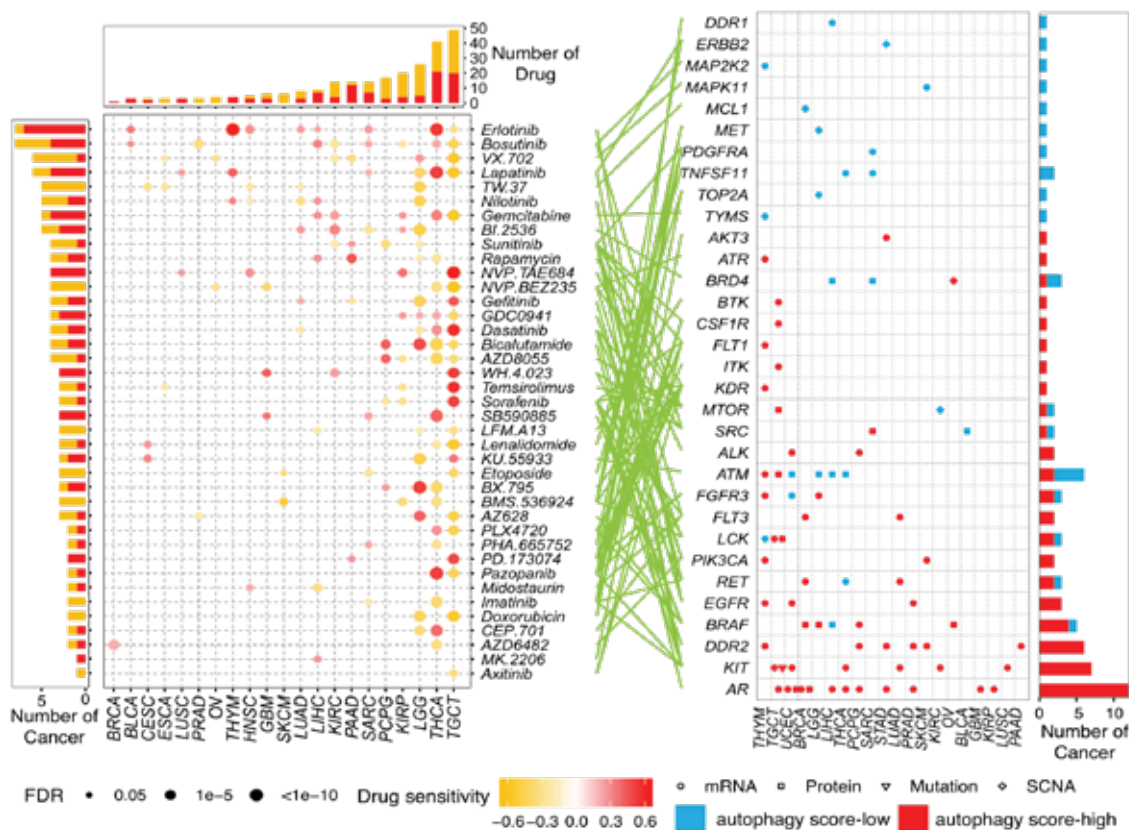 50
40
30
20
10
0
Number of
Drug
Erlotinib
Bosutinib
VX.702
Lapatinib
TW.37
Nilotinib
Gemcitabine
BI.2536
Sunitinib
Rapamycin
NVP.TAE684
NVP.BEZ235
Gefitinib
GDC0941
Dasatinib
Bicalutamide
AZD8055
WH.4.023
Temsirolimus
Sorafenib
SB590885
LFM.A13
Lenalidomide
KU.55933
Etoposide
BX.795
BMS.536924
AZ628
PLX4720
PHA.665752
PD.173074
Pazopanib
Midostaurin
Imatinib
Doxorubicin
CEP.701
AZD6482
MK.2206
Axitinib
5 0
Number of
Cancer
BRCA BLCA CESC ESCA LUSC PRAD OV THYM HNSC GBM SKCM LUAD LIHC KIRC PAAD SARC PCPG KIRP LGG THCA TGCT
DDR1
ERBB2
MAP2K2
MAPK11
MCL1
MET
PDGFRA
TNFSF11
TOP2A
TYMS
AKT3
ATR
BRD4
BTK
CSF1R
FLT1
ITK
KDR
MTOR
SRC
ALK
ATM
FGFR3
FLT3
LCK
PIK3CA
RET
EGFR
BRAF
DDR2
KIT
AR
THYM TGCT UCEC BRCA LGG LIHC THCA PCPG SARC STAD LUAD PRAD SKCM KIRC OV BLCA GBM KIRP LUSC PAAD
0 5 10
Number of
Cancer
FDR 0.05 1e-5 <1e-10 Drug sensitivity
-0.6 -0.3 0.0 0.3 0.6
mRNA Protein Mutation SCNA
autophagy score-low autophagy score-high